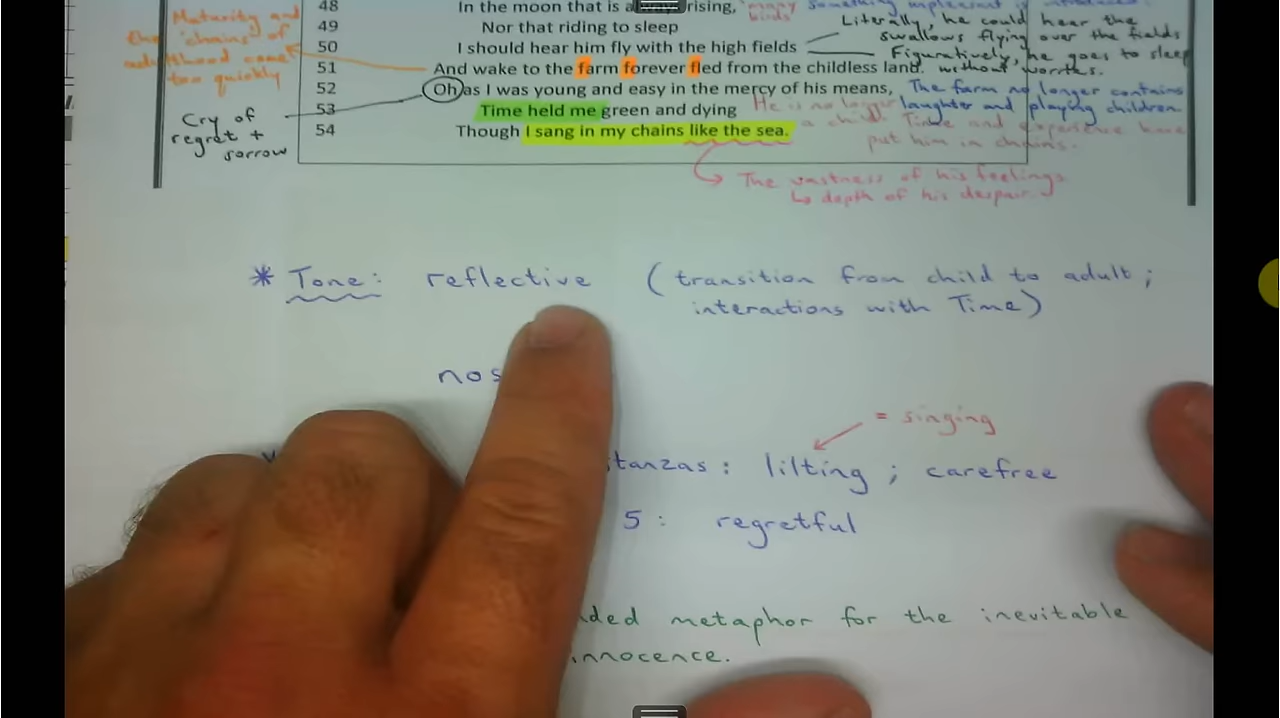 48 In the moon that is always rising,
49 Nor that riding to sleep
50 I should hear him fly with the high fields
51 And wake to the farm forever fled from the childless land.
52 Oh as I was young and easy in the mercy of his means,
53 Time held me green and dying
54 Though I sang in my chains like the sea.
Maturity and
the 'chains' of
adulthood come
too quickly
Cry of
regret +
sorrow
"many
birds"
Literally, he could hear the
swallows flying over the fields
Figuratively, he goes to sleep
without worries.
The farm no longer contains
laughter and playing children
He is no longer
a child. Time and experience have
put him in chains.
The vastness of his feelings
↳ depth of his despair.
* Tone: reflective (transition from child to adult;
interactions with Time)
nos
= singing
tanzas: lilting; carefree
5: regretful
ded metaphor for the inevitable
innocence.